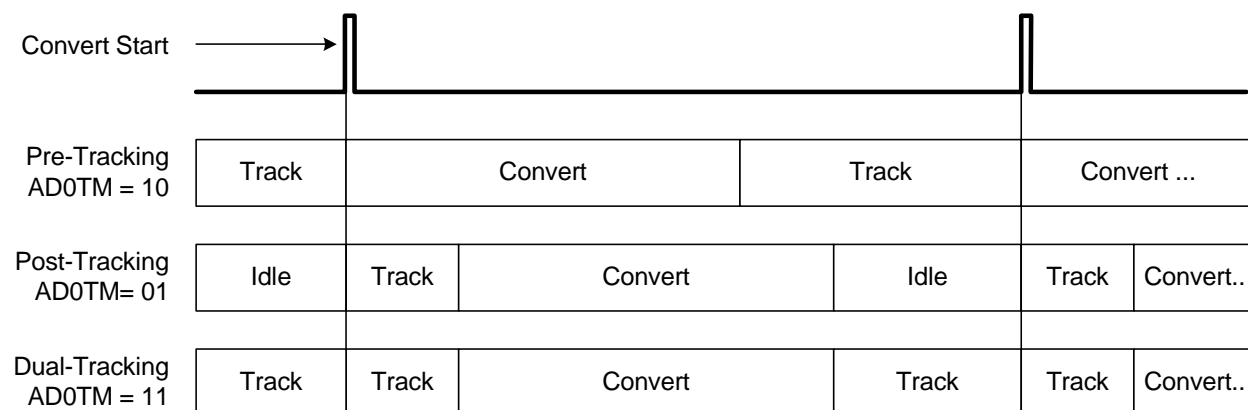 Convert Start
Pre-Tracking
AD0TM = 10
Track
Convert
Track
Convert ...
Post-Tracking
AD0TM= 01
Idle
Track
Convert
Idle
Track
Convert..
Dual-Tracking
AD0TM = 11
Track
Track
Convert
Track
Track
Convert..